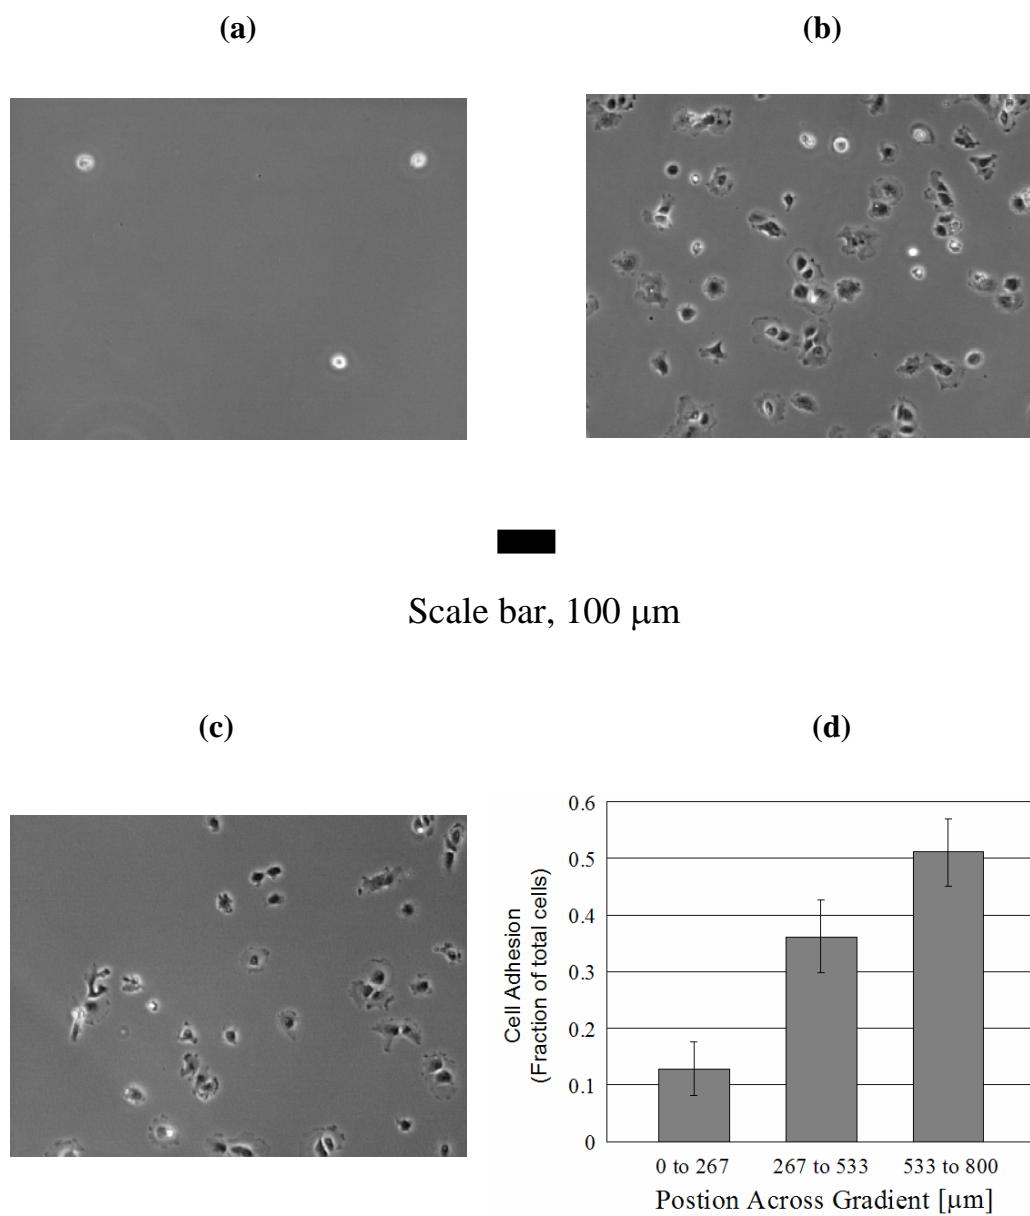 (a)
(b)
Scale bar, 100 μm
(c)
(d)
Cell Adhesion
(Fraction of total cells)
0.6
0.5
0.4
0.3
0.2
0.1
0
0 to 267 267 to 533 533 to 800
Postion Across Gradient [μm]